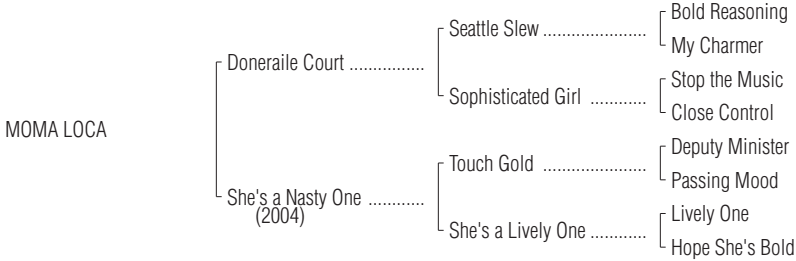 Bold Reasoning
Seattle Slew ......................
My Charmer
Doneraile Court ................
Stop the Music
Sophisticated Girl ............
Close Control
MOMA LOCA
Deputy Minister
Touch Gold ......................
Passing Mood
She's a Nasty One ............
(2004)
Lively One
She's a Lively One ............
Hope She's Bold